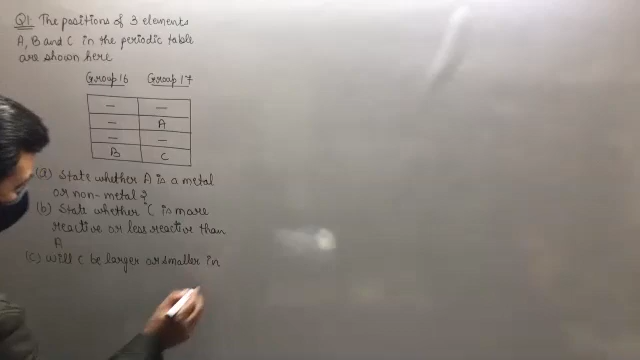 Q1. The positions of 3 elements
A, B and C in the periodic table
are shown here
Group 16 Group 17
— —
— A
— —
B C
(a) State whether A is a metal
or non-metal?
(b) State whether C is more
reactive or less reactive than
A
(c) Will C be larger or smaller in